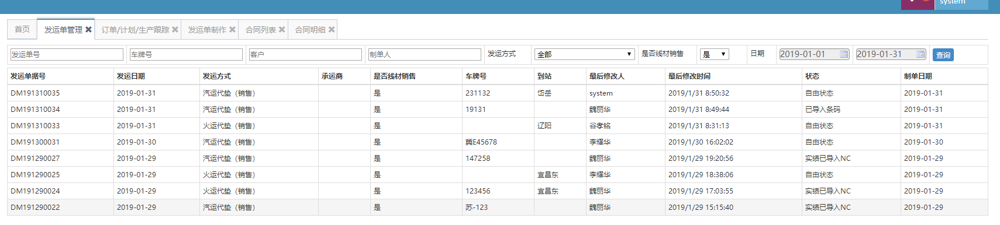 system
首页 发运单管理 订单/计划/生产跟踪 发运单制作 合同列表 合同明细
发运单号 车牌号 客户 制单人 发运方式 全部 是否线材销售 是 日期 2019-01-01 2019-01-31 查询
发运单据号 发运日期 发运方式 承运商 是否线材销售 车牌号 到站 最后修改人 最后修改时间 状态 制单日期
DM191310035 2019-01-31 汽运代垫（销售） 是 231132 岱岳 system 2019/1/31 8:50:32 自由状态 2019-01-31
DM191310034 2019-01-31 汽运代垫（销售） 是 19131 魏丽华 2019/1/31 8:49:44 已导入条码 2019-01-31
DM191310033 2019-01-31 火运代垫（销售） 是 辽阳 谷孝铭 2019/1/31 8:31:13 自由状态 2019-01-31
DM191300031 2019-01-30 汽运代垫（销售） 是 冀E45678 李耀华 2019/1/30 16:02:02 自由状态 2019-01-30
DM191290027 2019-01-29 汽运代垫（销售） 是 147258 魏丽华 2019/1/29 19:20:56 实绩已导入NC 2019-01-29
DM191290025 2019-01-29 火运代垫（销售） 是 宜昌东 李耀华 2019/1/29 18:38:06 自由状态 2019-01-29
DM191290024 2019-01-29 火运代垫（销售） 是 123456 宜昌东 魏丽华 2019/1/29 17:03:55 实绩已导入NC 2019-01-29
DM191290022 2019-01-29 汽运代垫（销售） 是 苏-123 魏丽华 2019/1/29 15:15:40 实绩已导入NC 2019-01-29